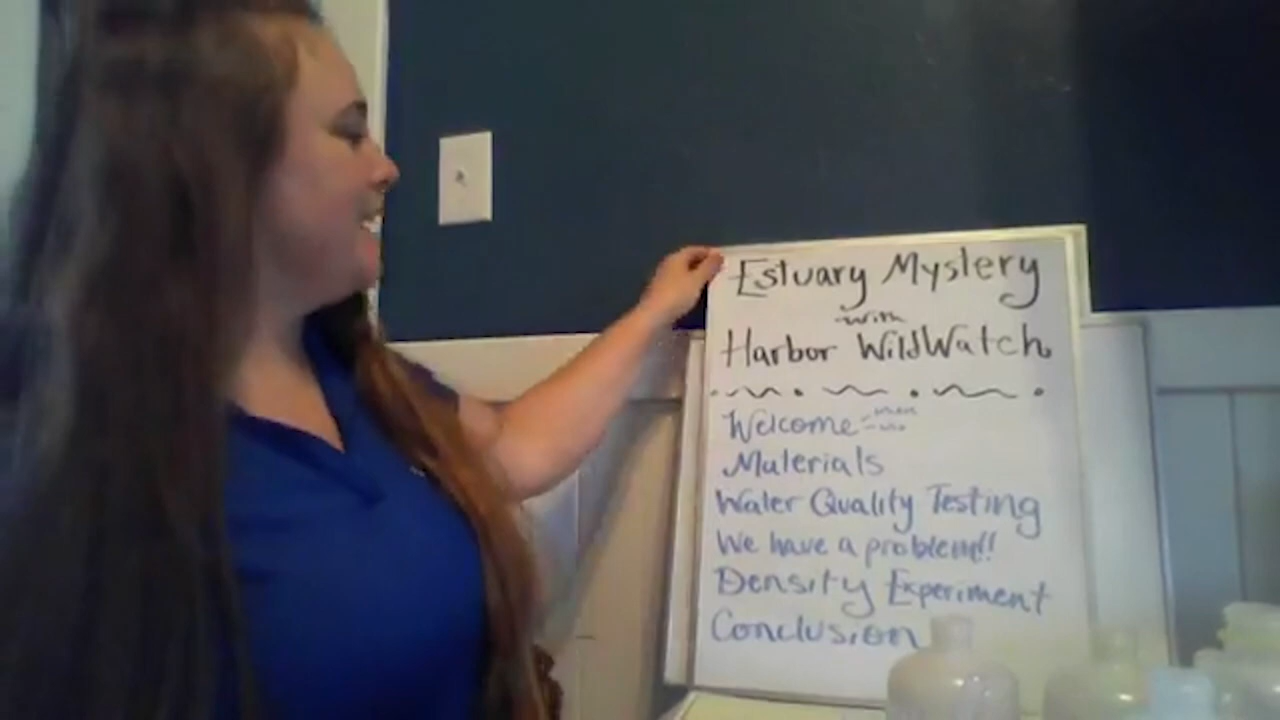 Estuary Mystery
with
Harbor WildWatch
Welcome
Materials
Water Quality Testing
We have a problem!!
Density Experiment
Conclusion